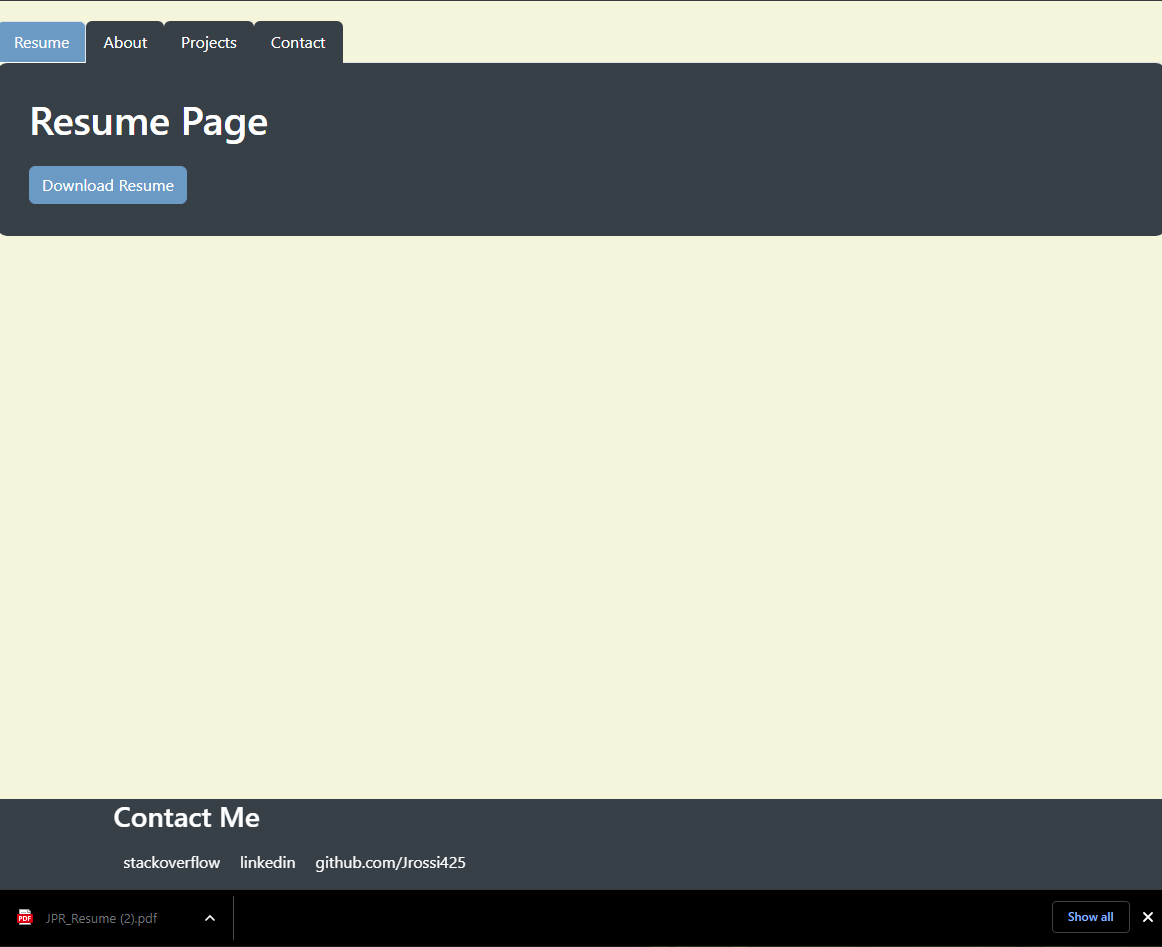 Resume About Projects Contact
Resume Page
Download Resume
Contact Me
stackoverflow linkedin github.com/Jrossi425
PDF JPR_Resume (2).pdf Show all